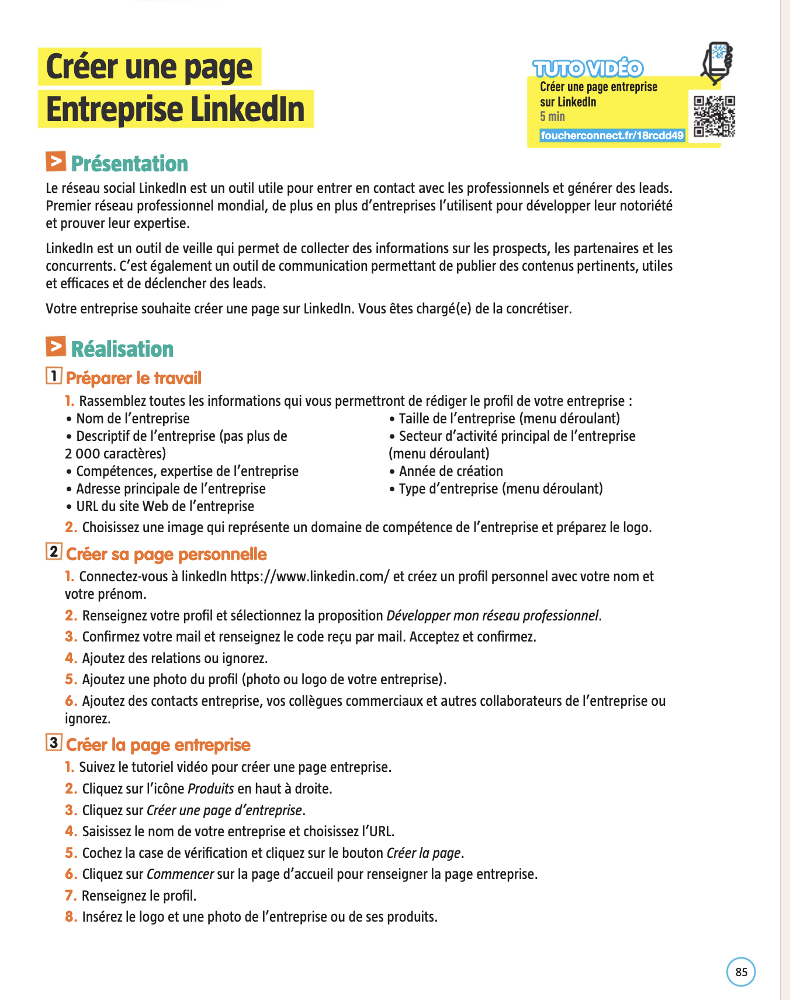 Créer une page
Entreprise LinkedIn
TUTO VIDÉO
Créer une page entreprise
sur LinkedIn
5 min
foucherconnect.fr/18rcdd49
> Présentation
Le réseau social LinkedIn est un outil utile pour entrer en contact avec les professionnels et générer des leads.
Premier réseau professionnel mondial, de plus en plus d’entreprises l’utilisent pour développer leur notoriété
et prouver leur expertise.
LinkedIn est un outil de veille qui permet de collecter des informations sur les prospects, les partenaires et les
concurrents. C’est également un outil de communication permettant de publier des contenus pertinents, utiles
et efficaces et de déclencher des leads.
Votre entreprise souhaite créer une page sur LinkedIn. Vous êtes chargé(e) de la concrétiser.
> Réalisation
1 Préparer le travail
1. Rassemblez toutes les informations qui vous permettront de rédiger le profil de votre entreprise :
• Nom de l’entreprise
• Descriptif de l’entreprise (pas plus de
2 000 caractères)
• Compétences, expertise de l’entreprise
• Adresse principale de l’entreprise
• URL du site Web de l’entreprise
• Taille de l’entreprise (menu déroulant)
• Secteur d’activité principal de l’entreprise
(menu déroulant)
• Année de création
• Type d’entreprise (menu déroulant)
2. Choisissez une image qui représente un domaine de compétence de l’entreprise et préparez le logo.
2 Créer sa page personnelle
1. Connectez-vous à linkedIn https://www.linkedin.com/ et créez un profil personnel avec votre nom et
votre prénom.
2. Renseignez votre profil et sélectionnez la proposition Développer mon réseau professionnel.
3. Confirmez votre mail et renseignez le code reçu par mail. Acceptez et confirmez.
4. Ajoutez des relations ou ignorez.
5. Ajoutez une photo du profil (photo ou logo de votre entreprise).
6. Ajoutez des contacts entreprise, vos collègues commerciaux et autres collaborateurs de l’entreprise ou
ignorez.
3 Créer la page entreprise
1. Suivez le tutoriel vidéo pour créer une page entreprise.
2. Cliquez sur l’icône Produits en haut à droite.
3. Cliquez sur Créer une page d’entreprise.
4. Saisissez le nom de votre entreprise et choisissez l’URL.
5. Cochez la case de vérification et cliquez sur le bouton Créer la page.
6. Cliquez sur Commencer sur la page d’accueil pour renseigner la page entreprise.
7. Renseignez le profil.
8. Insérez le logo et une photo de l’entreprise ou de ses produits.
85